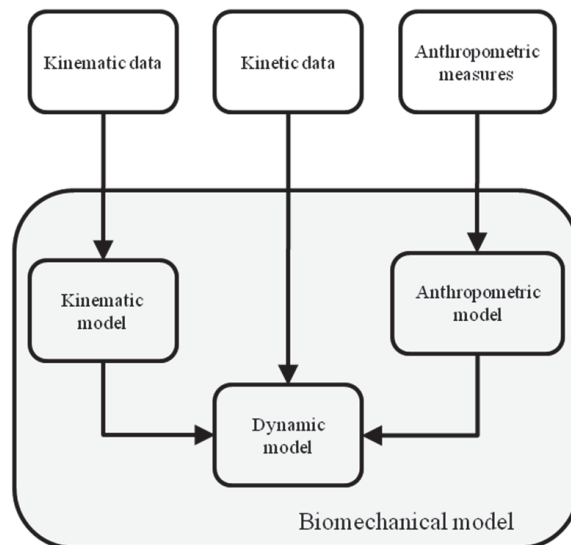 Kinematic data
Kinetic data
Anthropometric
measures
Kinematic
model
Anthropometric
model
Dynamic
model
Biomechanical model